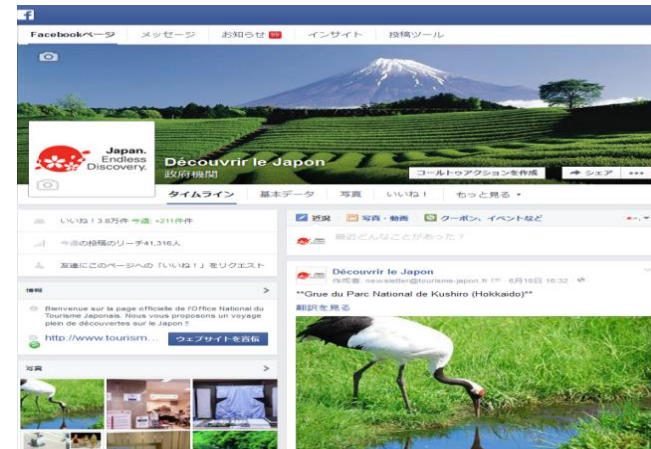 Facebookページ メッセージ お知らせ インサイト 投稿ツール
Japan.
Endless
Discovery.
Découvrir le Japon
政府機関
コールトゥアクションを作成 シェア •••
タイムライン 基本データ 写真 いいね！ もっと見る
いいね！3.8万件 今週: +211件件
今週の投稿のリーチ41,316人
友達にこのページへの「いいね！」をリクエスト
情報 >
Bienvenue sur la page officielle de l'Office National du
Tourisme Japonais. Nous vous proposons un voyage
plein de découvertes sur le Japon !
http://www.tourism... ウェブサイトを宣伝
写真 >
近況 写真・動画 クーポン、イベントなど
最近どんなことがあった？
Découvrir le Japon
作成者: newsletter@tourisme-japon.fr
**Grue du Parc National de Kushiro (Hokkaido)**
翻訳を見る